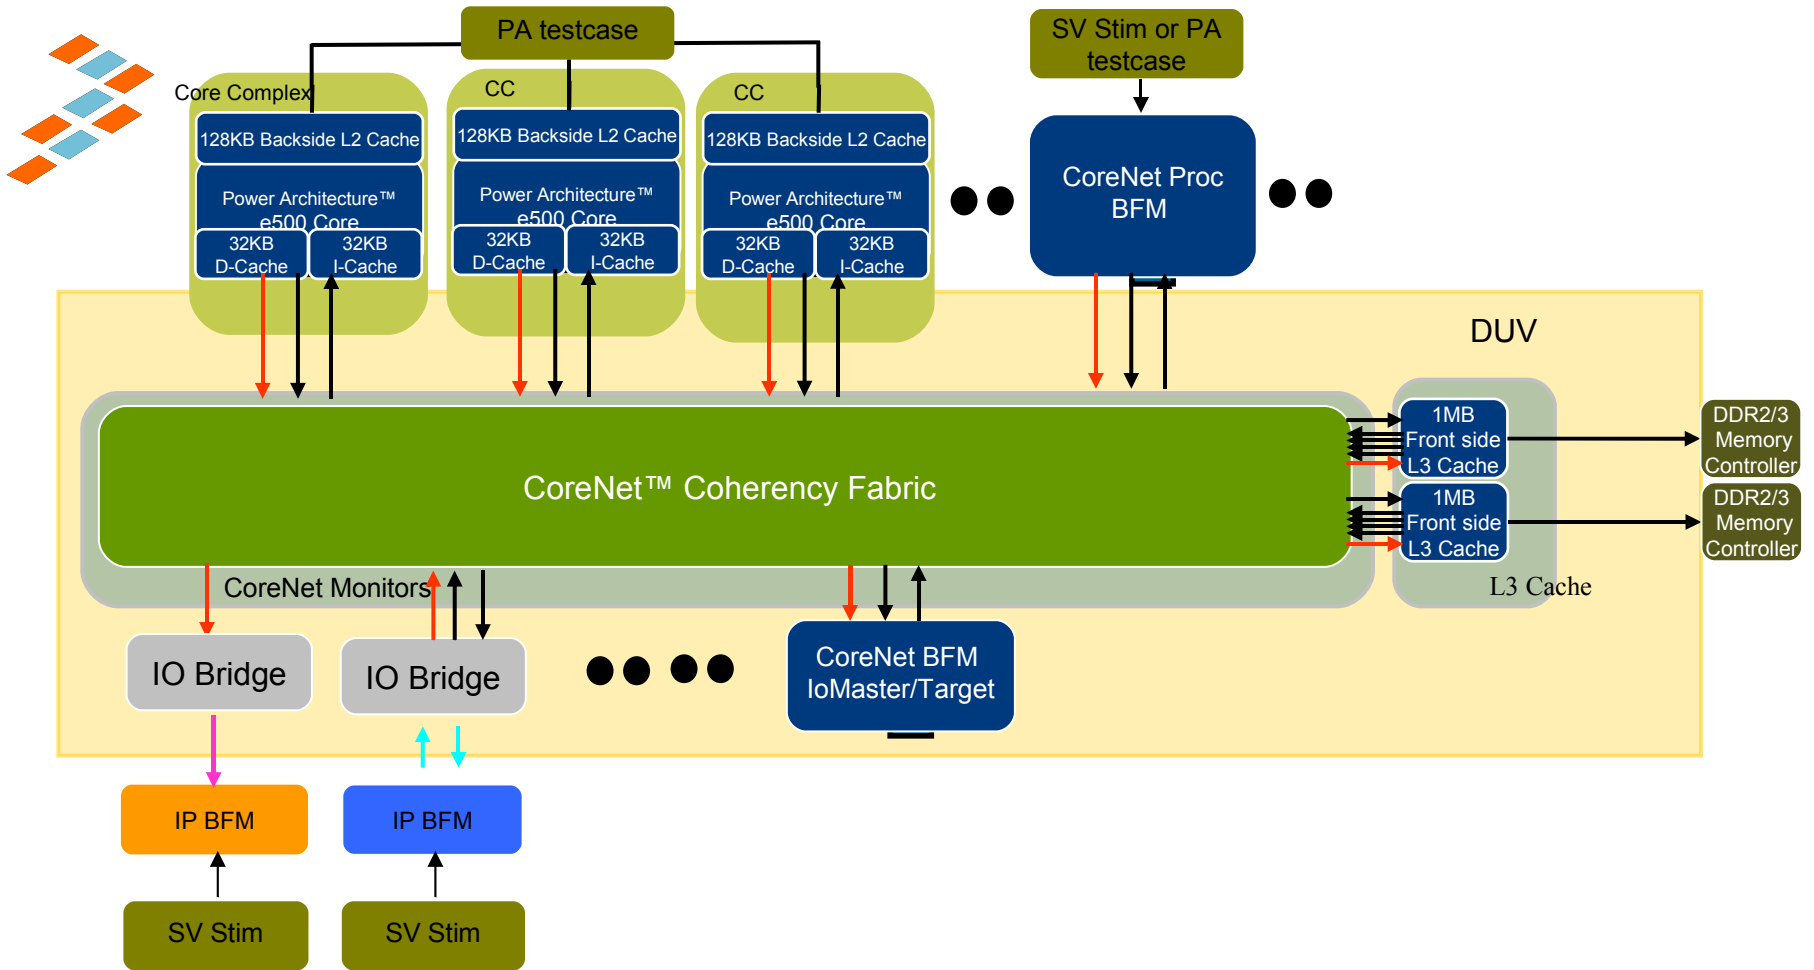 PA testcase
SV Stim or PA
testcase
Core Complex
CC
CC
128KB Backside L2 Cache
128KB Backside L2 Cache
128KB Backside L2 Cache
Power Architecture™
e500 Core
Power Architecture™
e500 Core
Power Architecture™
e500 Core
32KB
D-Cache
32KB
I-Cache
32KB
D-Cache
32KB
I-Cache
32KB
D-Cache
32KB
I-Cache
CoreNet Proc
BFM
DUV
CoreNet™ Coherency Fabric
1MB
Front side
L3 Cache
1MB
Front side
L3 Cache
DDR2/3
Memory
Controller
DDR2/3
Memory
Controller
CoreNet Monitors
L3 Cache
IO Bridge
IO Bridge
CoreNet BFM
IoMaster/Target
IP BFM
IP BFM
SV Stim
SV Stim